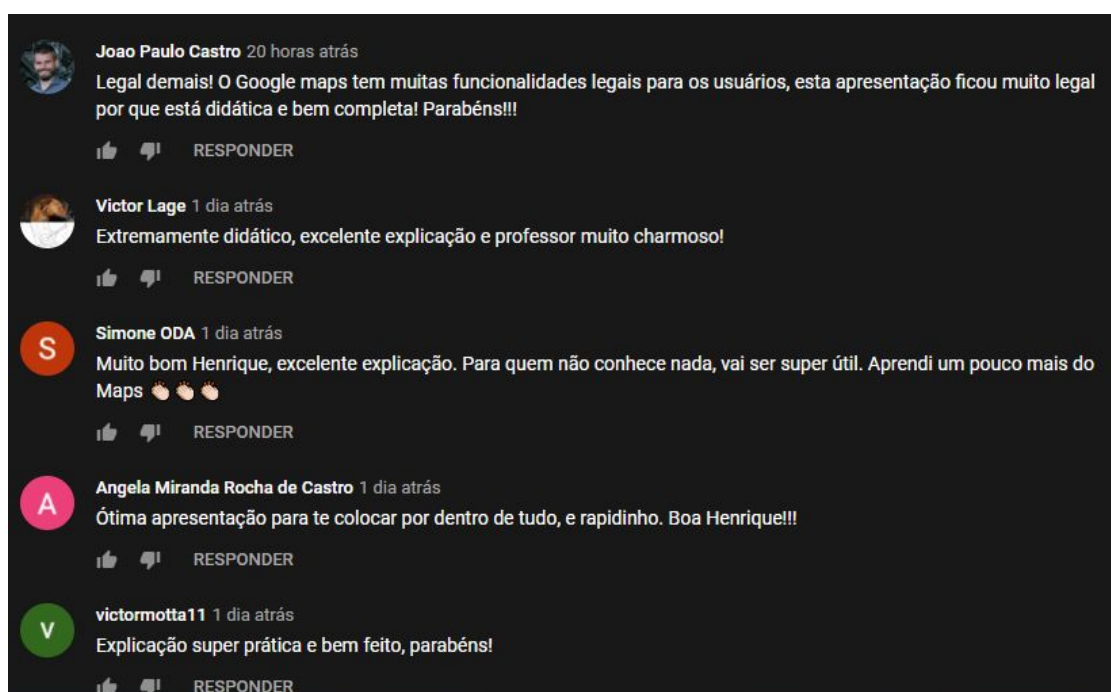 Joao Paulo Castro 20 horas atrás
Legal demais! O Google maps tem muitas funcionalidades legais para os usuários, esta apresentação ficou muito legal
por que está didática e bem completa! Parabéns!!!
RESPONDER
Victor Lage 1 dia atrás
Extremamente didático, excelente explicação e professor muito charmoso!
RESPONDER
S
Simone ODA 1 dia atrás
Muito bom Henrique, excelente explicação. Para quem não conhece nada, vai ser super útil. Aprendi um pouco mais do
Maps 👏🏻👏🏻👏🏻
RESPONDER
A
Angela Miranda Rocha de Castro 1 dia atrás
Ótima apresentação para te colocar por dentro de tudo, e rapidinho. Boa Henrique!!!
RESPONDER
V
victormotta11 1 dia atrás
Explicação super prática e bem feito, parabéns!
RESPONDER